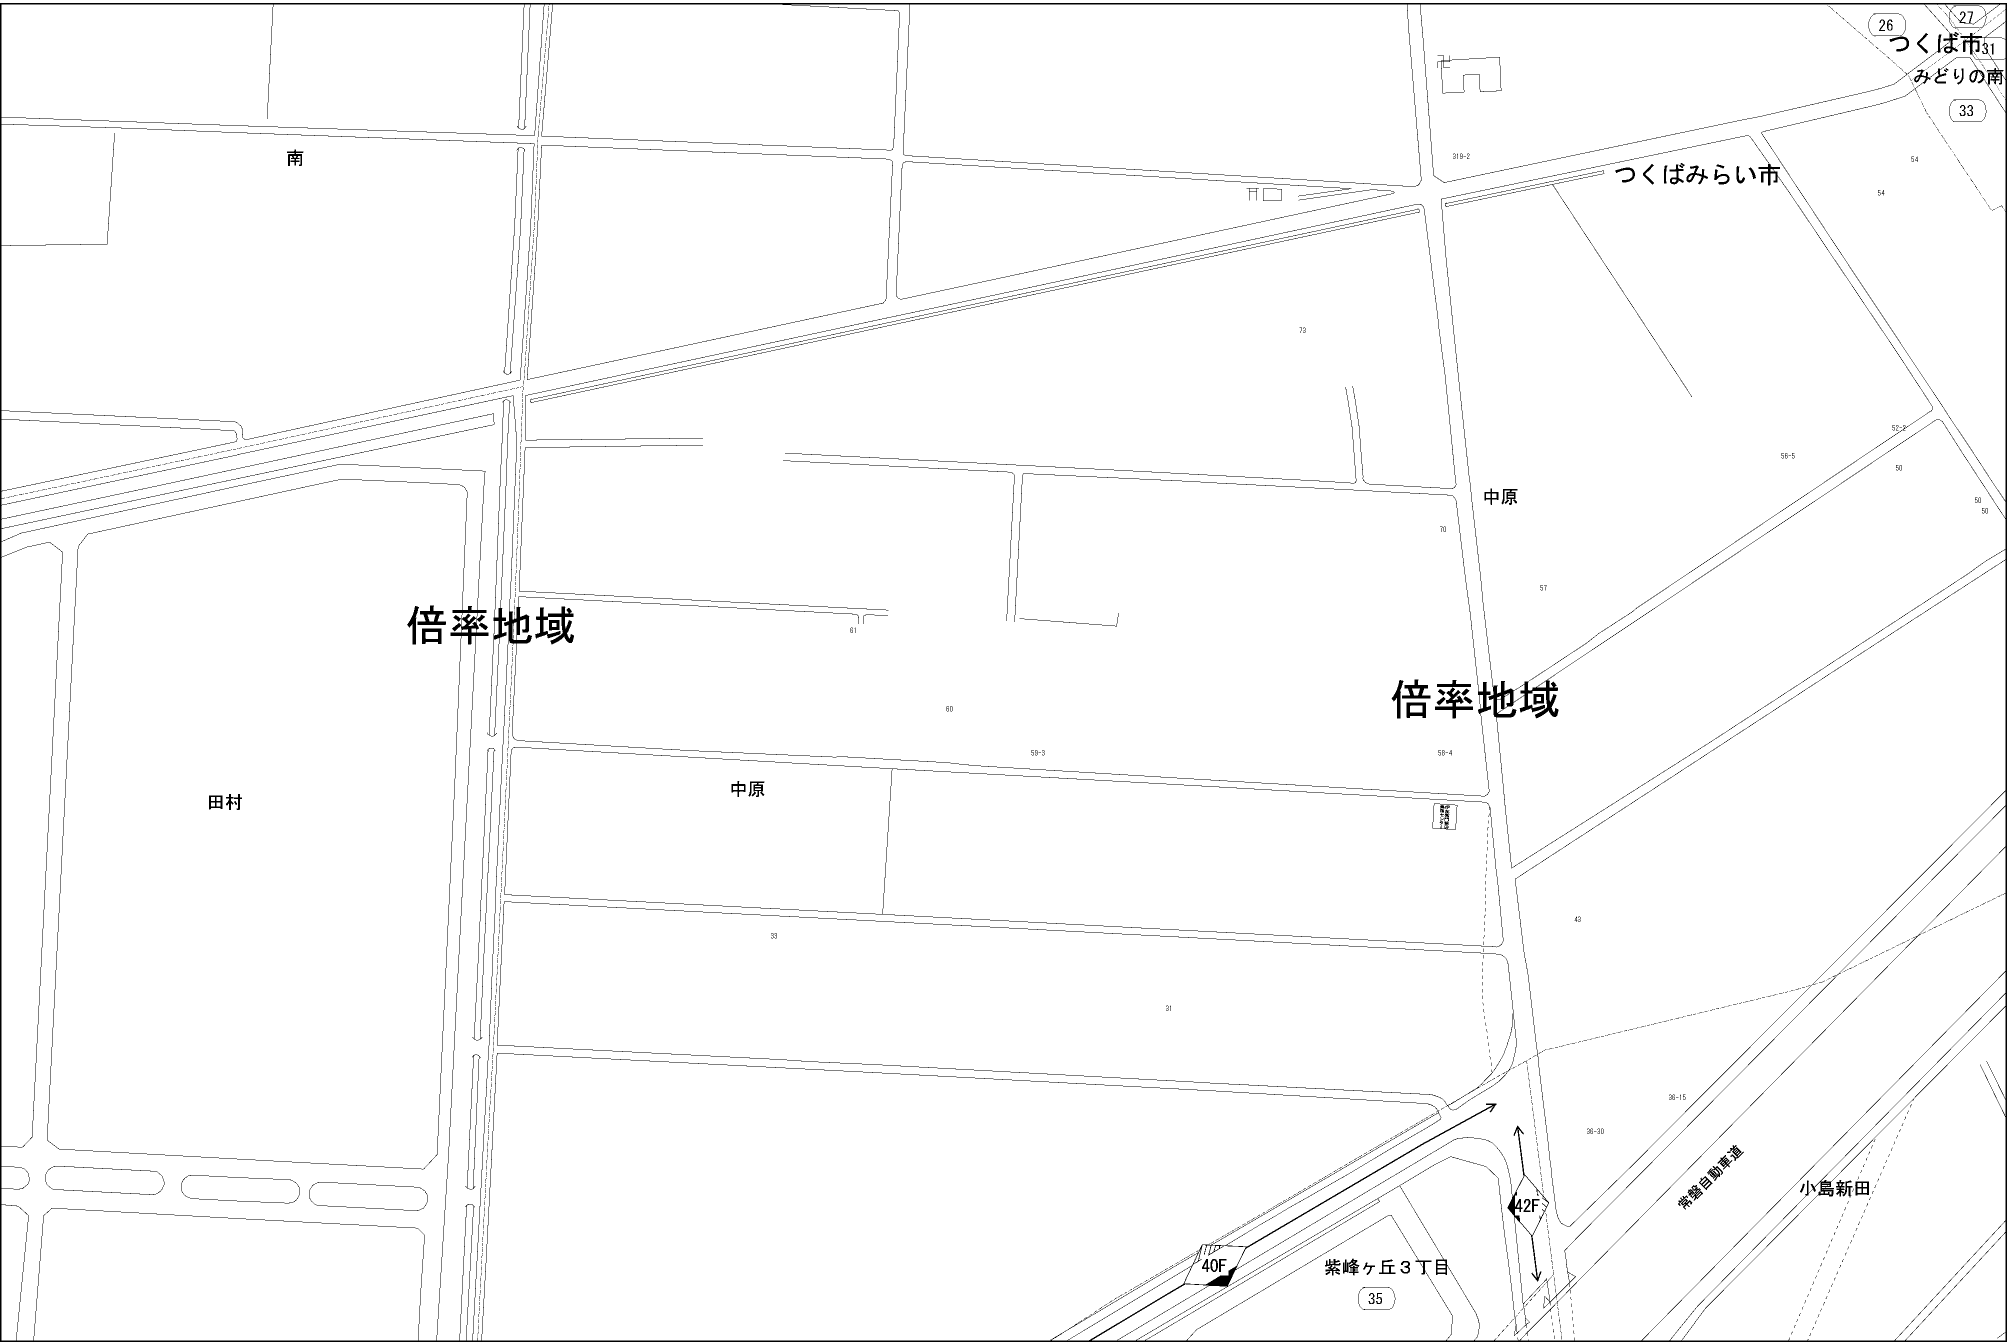 26
27
つくば市
31
みどりの南
33
南
319-2
54
つくばみらい市
54
73
52-2
56-5
50
中原
50
50
70
57
倍率地域
61
倍率地域
60
59-3
58-4
中原
田村
43
33
31
36-15
36-30
常磐自動車道
小島新田
42F
40F
紫峰ヶ丘３丁目
35